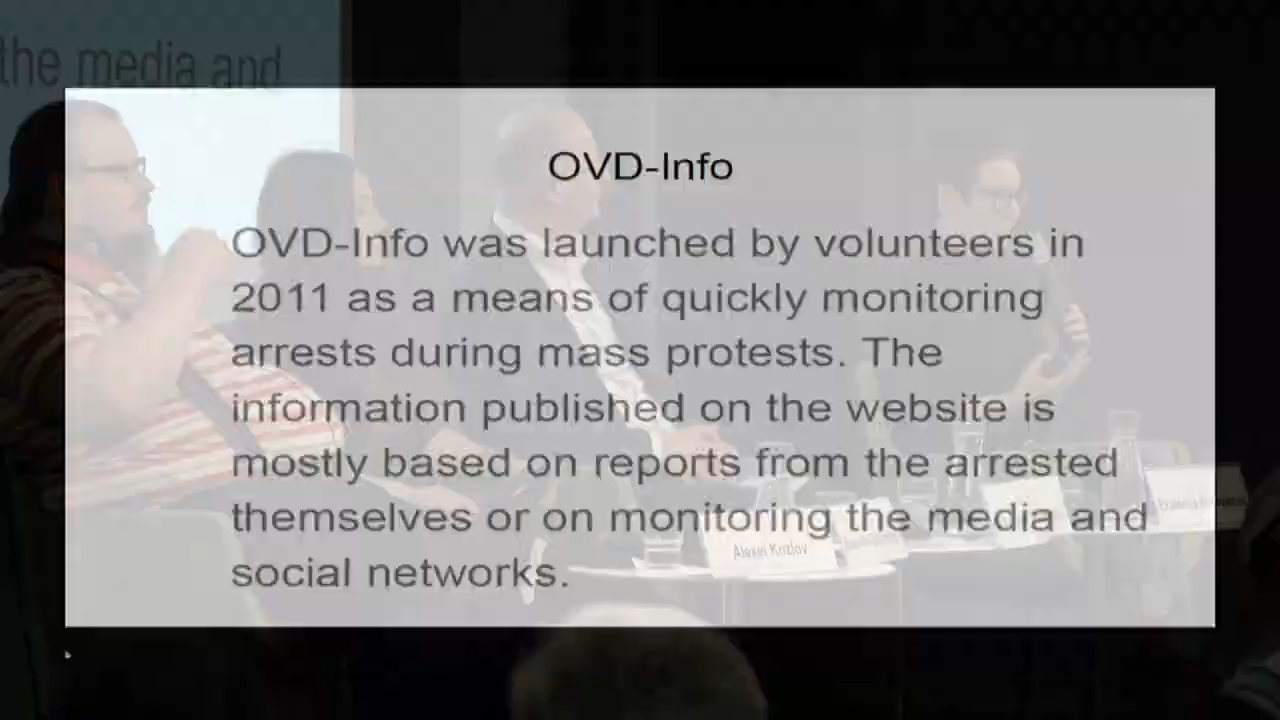 the media and
OVD-Info
OVD-Info was launched by volunteers in
2011 as a means of quickly monitoring
arrests during mass protests. The
information published on the website is
mostly based on reports from the arrested
themselves or on monitoring the media and
social networks.
Alexei Kozlov